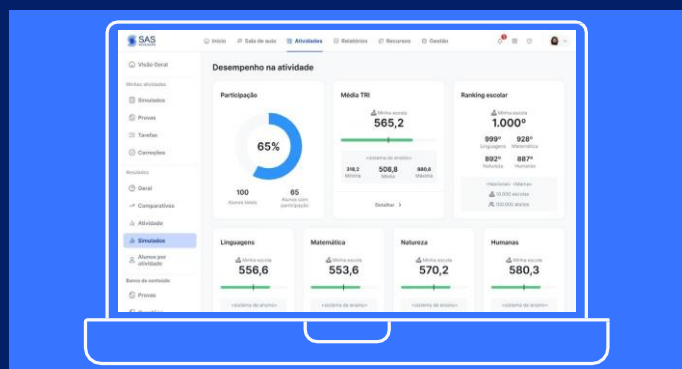 SAS
Início
Sala de aula
Atividades
Relatórios
Recursos
Gestão
Visão Geral
Minhas atividades
Simulados
Provas
Tarefas
Correções
Resultados
Geral
Comparativos
Atividade
Simulados
Alunos por
atividade
Banco de conteúdo
Provas
Desempenho na atividade
Participação
65%
100
Alunos totais
65
Alunos com
participação
Média TRI
Minha escola
565,2
<sistema de ensino>
318,2
Mínima
508,8
Média
880,8
Máxima
Detalhar
Ranking escolar
Minha escola
1.000º
999º
Linguagens
928º
Matemática
892º
Natureza
887º
Humanas
<Nacional> <Marca>
10.000 escolas
100.000 alunos
Linguagens
Minha escola
556,6
<sistema de ensino>
Matemática
Minha escola
553,6
<sistema de ensino>
Natureza
Minha escola
570,2
<sistema de ensino>
Humanas
Minha escola
580,3
<sistema de ensino>